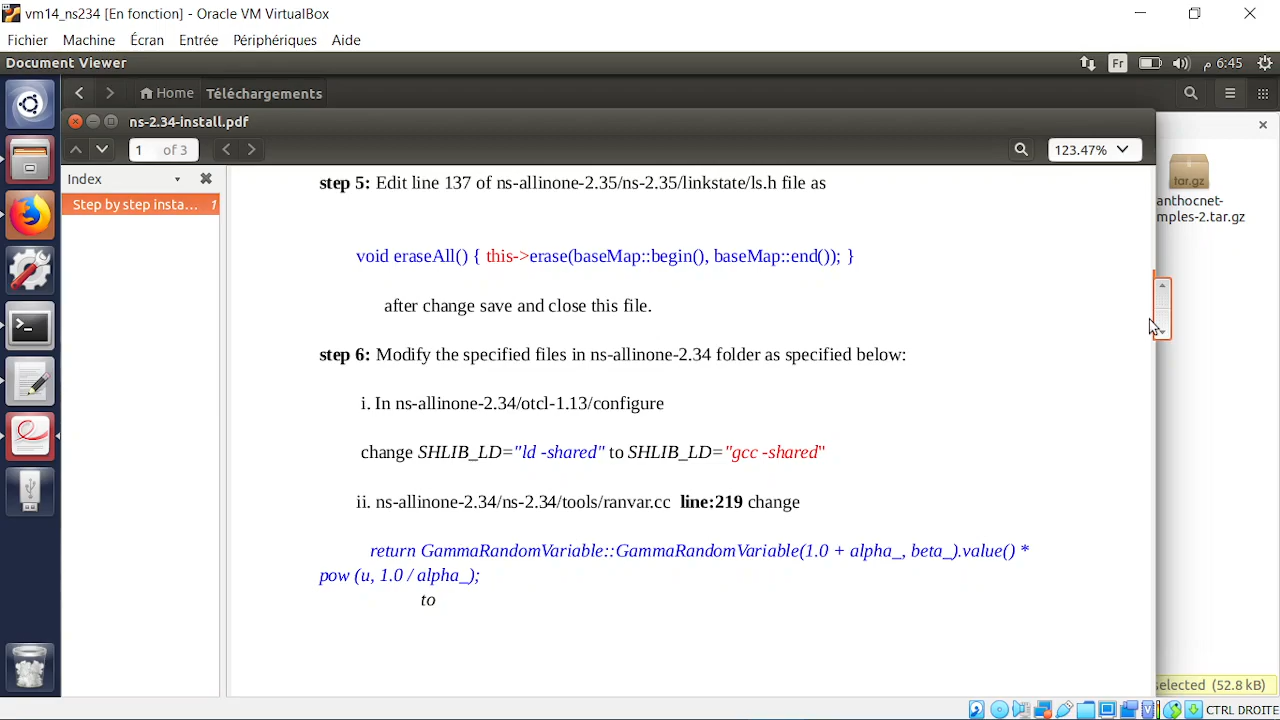 vm14_ns234 [En fonction] - Oracle VM VirtualBox
Fichier Machine Écran Entrée Périphériques Aide
Document Viewer
Fr
م 6:45
Home Téléchargements
ns-2.34-install.pdf
1 of 3
123.47%
Index
Step by step insta... 1
tar.gz
anthocnet-
mples-2.tar.gz
step 5: Edit line 137 of ns-allinone-2.35/ns-2.35/linkstate/ls.h file as
void eraseAll() { this->erase(baseMap::begin(), baseMap::end()); }
after change save and close this file.
step 6: Modify the specified files in ns-allinone-2.34 folder as specified below:
i. In ns-allinone-2.34/otcl-1.13/configure
change SHLIB_LD="ld -shared" to SHLIB_LD="gcc -shared"
ii. ns-allinone-2.34/ns-2.34/tools/ranvar.cc line:219 change
return GammaRandomVariable::GammaRandomVariable(1.0 + alpha_, beta_).value() *
pow (u, 1.0 / alpha_);
to
selected (52.8 kB)
CTRL DROITE